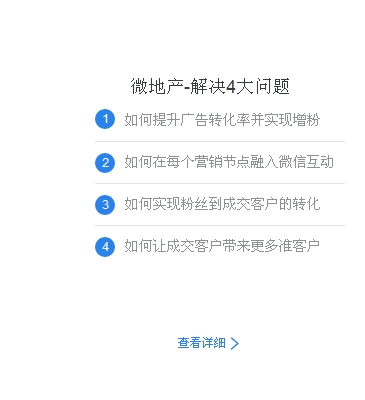 微地产-解决4大问题
1 如何提升广告转化率并实现增粉
2 如何在每个营销节点融入微信互动
3 如何实现粉丝到成交客户的转化
4 如何让成交客户带来更多准客户
查看详细